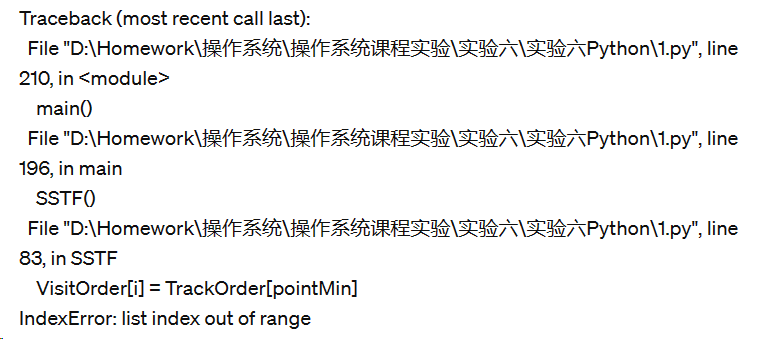 Traceback (most recent call last):
File "D:\Homework\操作系统\操作系统课程实验\实验六\实验六Python\1.py", line
210, in <module>
main()
File "D:\Homework\操作系统\操作系统课程实验\实验六\实验六Python\1.py", line
196, in main
SSTF()
File "D:\Homework\操作系统\操作系统课程实验\实验六\实验六Python\1.py", line
83, in SSTF
VisitOrder[i] = TrackOrder[pointMin]
IndexError: list index out of range